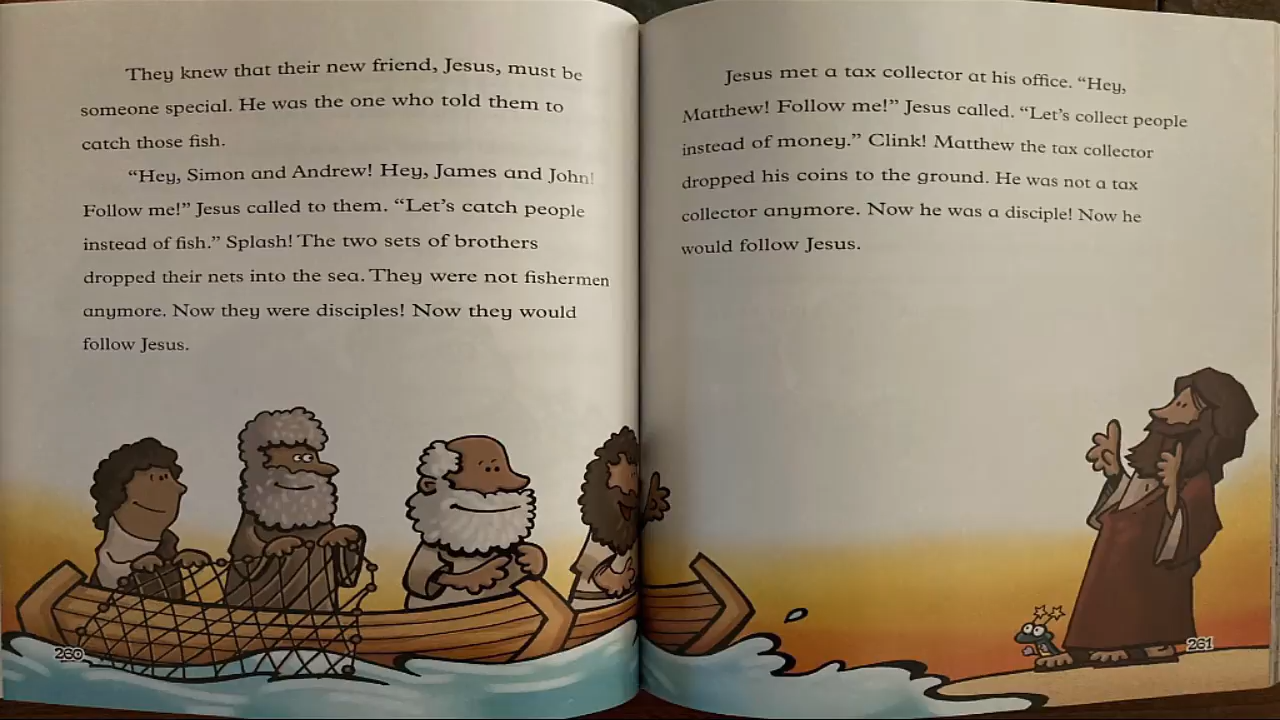 They knew that their new friend, Jesus, must be
someone special. He was the one who told them to
catch those fish.
“Hey, Simon and Andrew! Hey, James and John!
Follow me!” Jesus called to them. “Let’s catch people
instead of fish.” Splash! The two sets of brothers
dropped their nets into the sea. They were not fishermen
anymore. Now they were disciples! Now they would
follow Jesus.
260
Jesus met a tax collector at his office. “Hey,
Matthew! Follow me!” Jesus called. “Let’s collect people
instead of money.” Clink! Matthew the tax collector
dropped his coins to the ground. He was not a tax
collector anymore. Now he was a disciple! Now he
would follow Jesus.
261